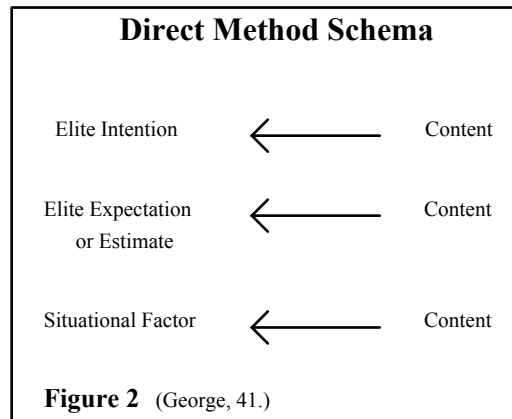 Direct Method Schema
Elite Intention Content
Elite Expectation Content
or Estimate
Situational Factor Content
Figure 2 (George, 41.)